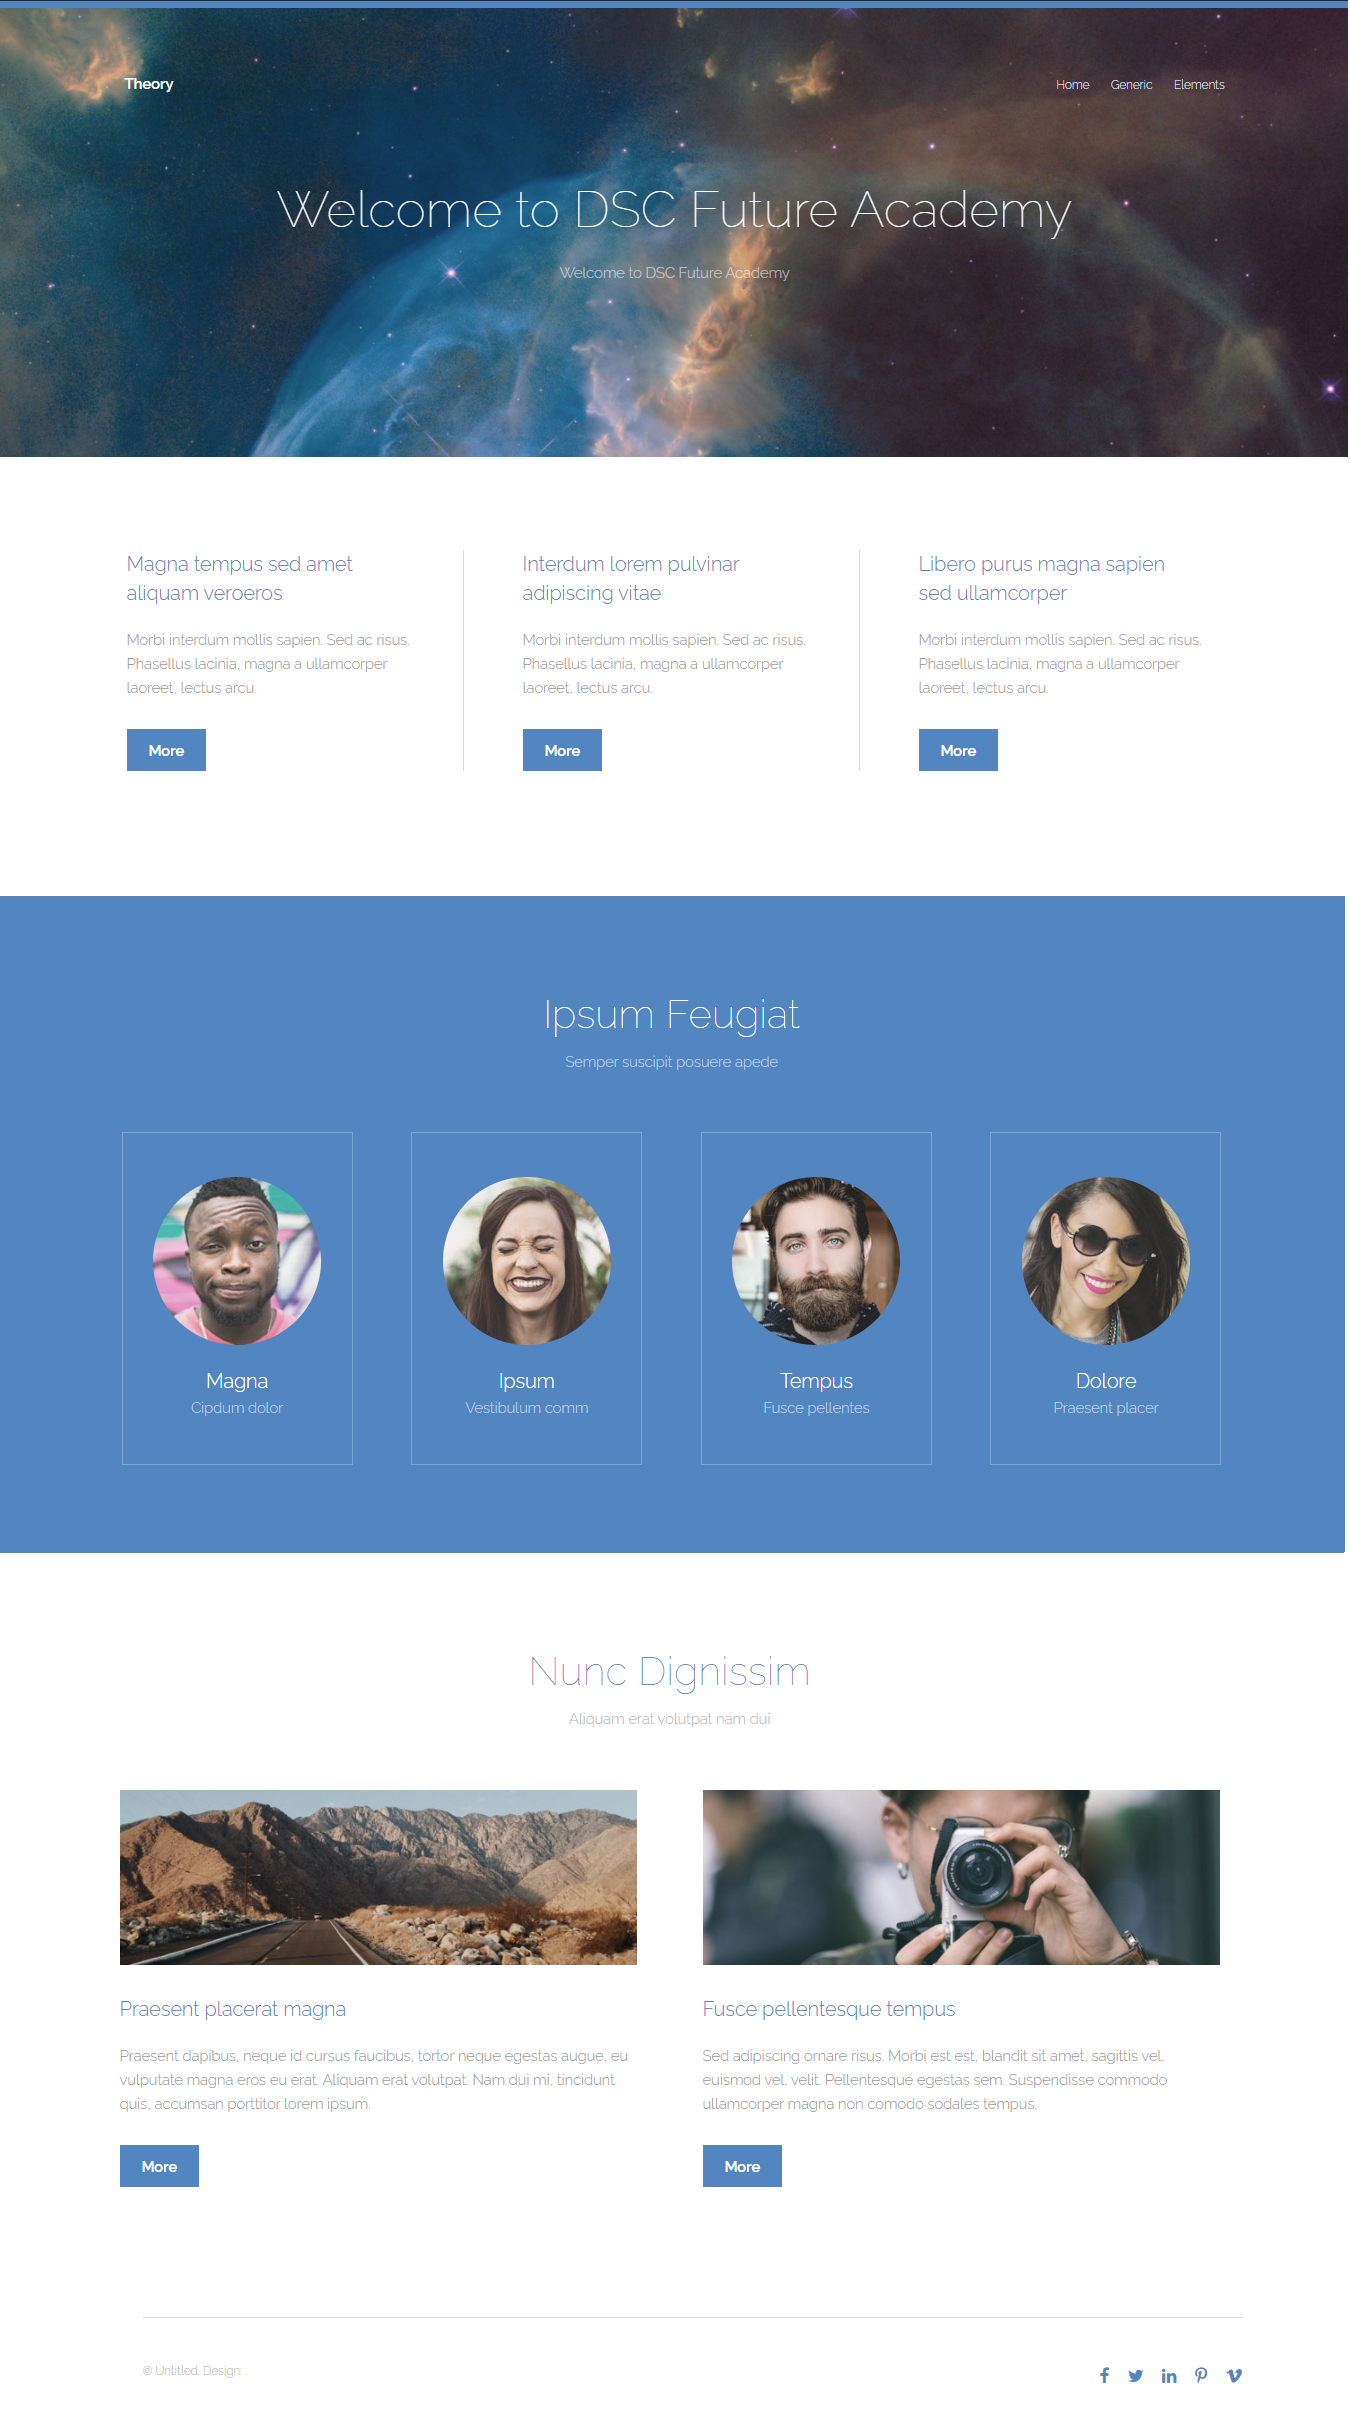 Theory
Home Generic Elements
Welcome to DSC Future Academy
Welcome to DSC Future Academy
Magna tempus sed amet
aliquam veroeros
Morbi interdum mollis sapien. Sed ac risus.
Phasellus lacinia, magna a ullamcorper
laoreet, lectus arcu.
More
Interdum lorem pulvinar
adipiscing vitae
Morbi interdum mollis sapien. Sed ac risus.
Phasellus lacinia, magna a ullamcorper
laoreet, lectus arcu.
More
Libero purus magna sapien
sed ullamcorper
Morbi interdum mollis sapien. Sed ac risus.
Phasellus lacinia, magna a ullamcorper
laoreet, lectus arcu.
More
Ipsum Feugiat
Semper suscipit posuere apede
Magna
Cipdum dolor
Ipsum
Vestibulum comm
Tempus
Fusce pellentes
Dolore
Praesent placer
Nunc Dignissim
Aliquam erat volutpat nam dui
Praesent placerat magna
Praesent dapibus, neque id cursus faucibus, tortor neque egestas augue, eu
vulputate magna eros eu erat. Aliquam erat volutpat. Nam dui mi, tincidunt
quis, accumsan porttitor lorem ipsum.
More
Fusce pellentesque tempus
Sed adipiscing ornare risus. Morbi est est, blandit sit amet, sagittis vel,
euismod vel, velit. Pellentesque egestas sem. Suspendisse commodo
ullamcorper magna non comodo sodales tempus.
More
© Untitled. Design: .